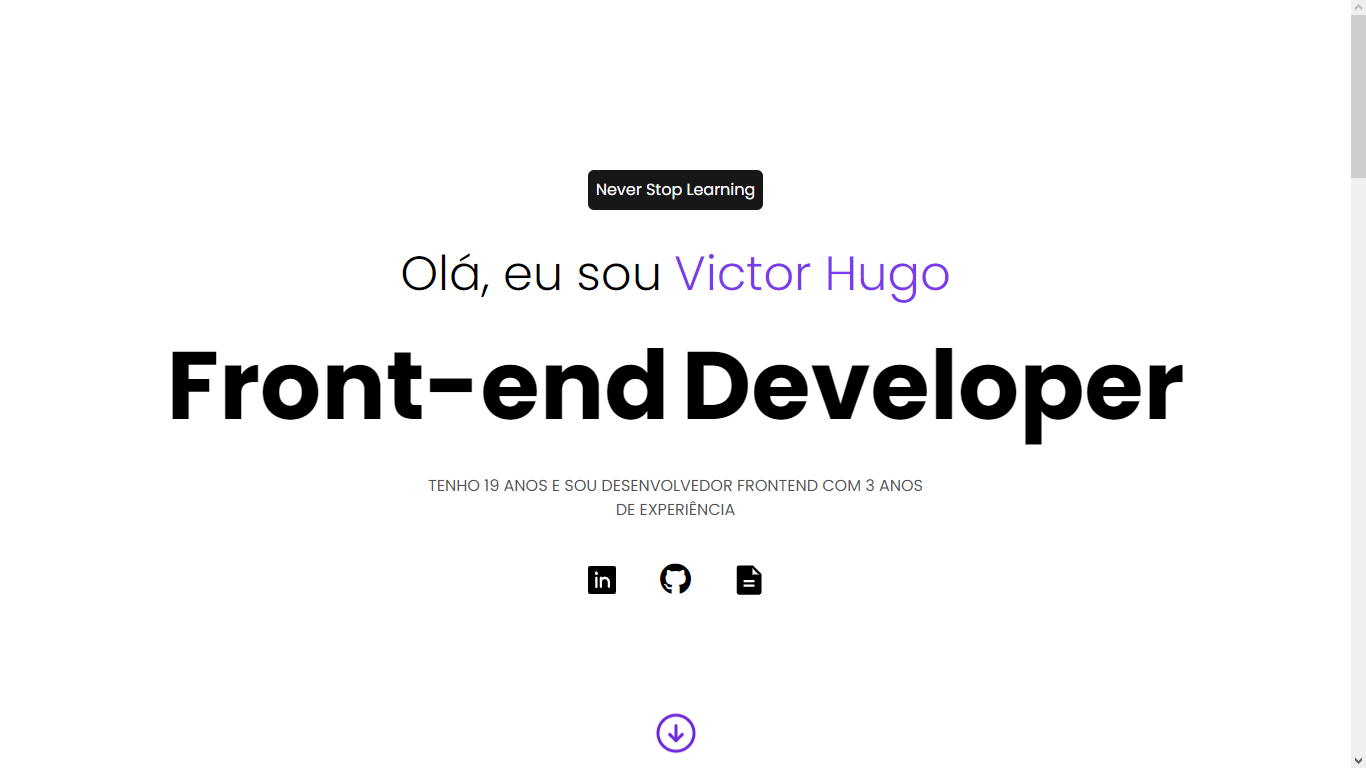 Never Stop Learning
Olá, eu sou Victor Hugo
Front-end Developer
TENHO 19 ANOS E SOU DESENVOLVEDOR FRONTEND COM 3 ANOS
DE EXPERIÊNCIA
in